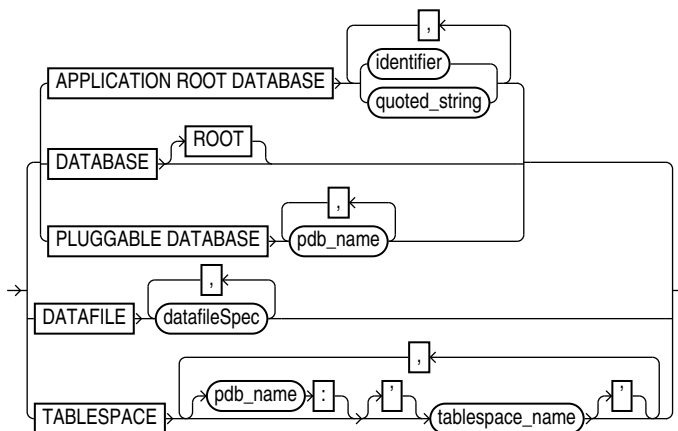 ,
identifier
APPLICATION ROOT DATABASE
quoted_string
ROOT
DATABASE
,
PLUGGABLE DATABASE pdb_name
,
DATAFILE datafileSpec
,
pdb_name : ' '
TABLESPACE tablespace_name